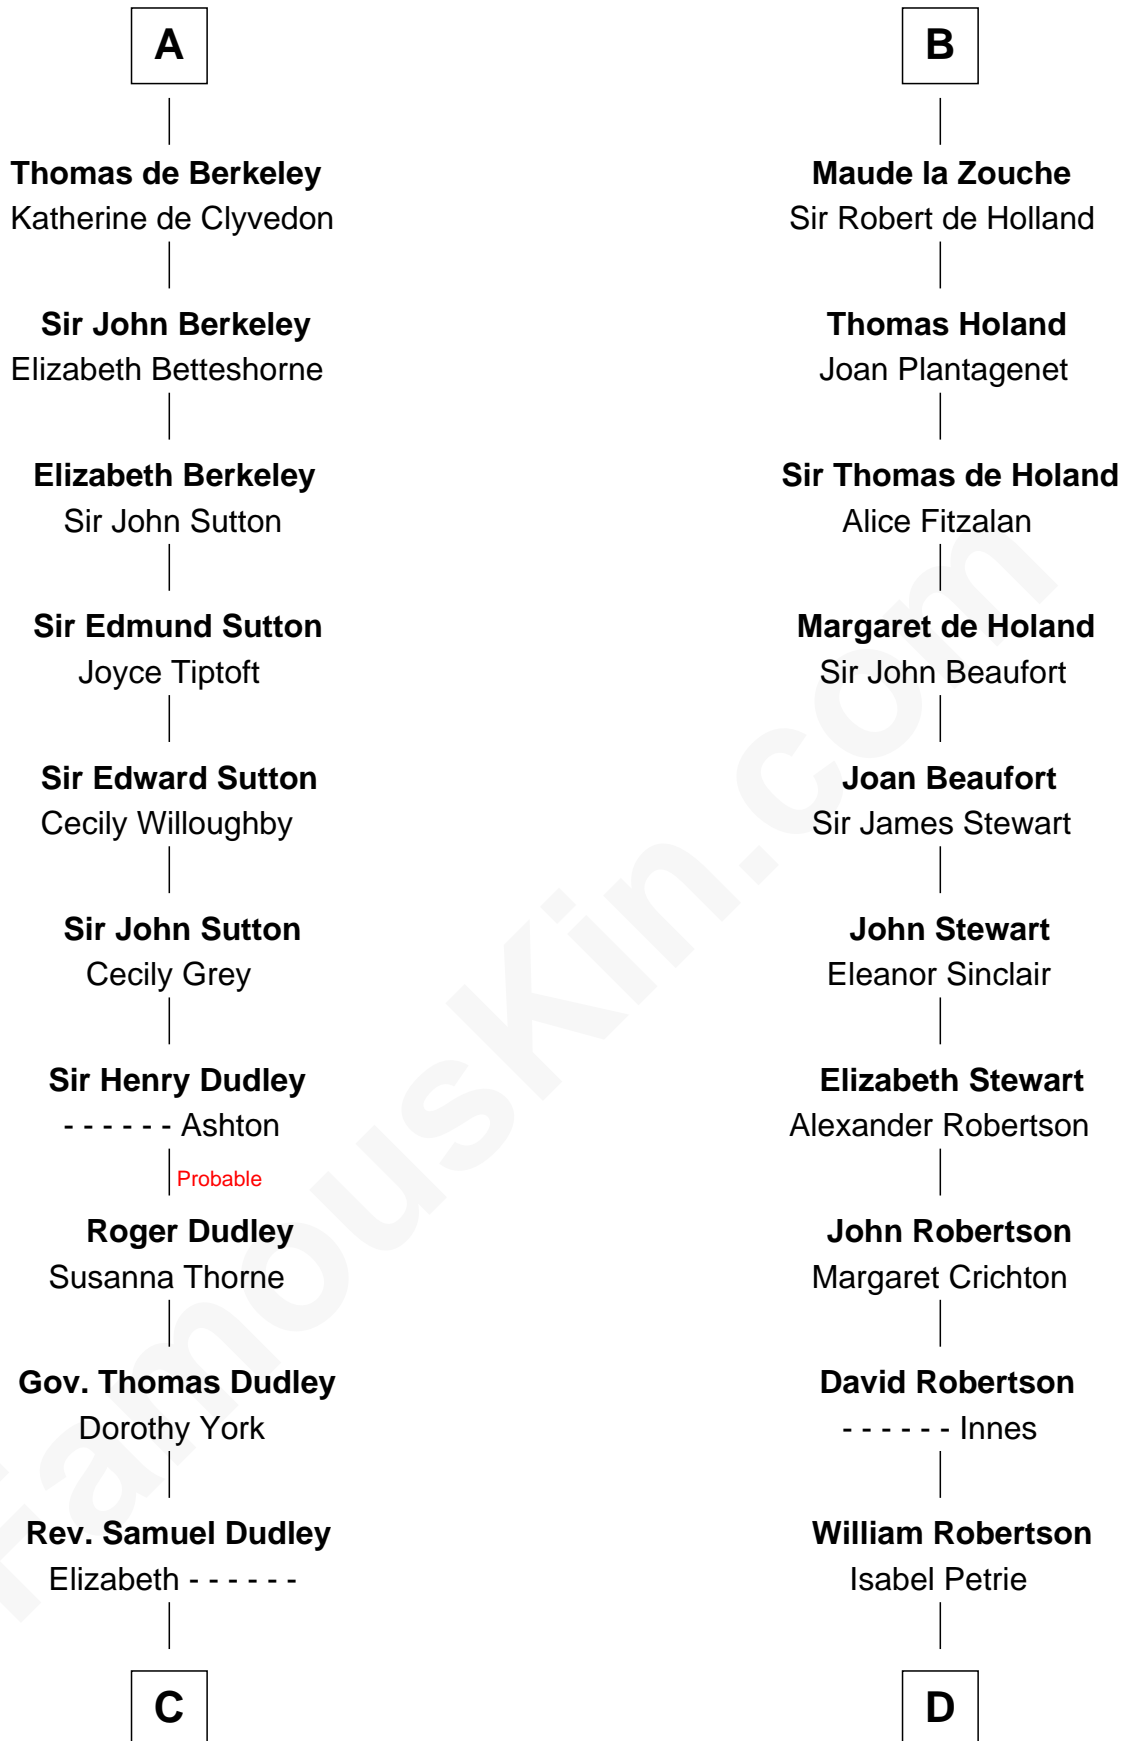 A
Thomas de Berkeley
Katherine de Clyvedon
Sir John Berkeley
Elizabeth Betteshorne
Elizabeth Berkeley
Sir John Sutton
Sir Edmund Sutton
Joyce Tiptoft
Sir Edward Sutton
Cecily Willoughby
Sir John Sutton
Cecily Grey
Sir Henry Dudley
- - - - - - Ashton
Probable
Roger Dudley
Susanna Thorne
Gov. Thomas Dudley
Dorothy York
Rev. Samuel Dudley
Elizabeth - - - - - -
C
B
Maude la Zouche
Sir Robert de Holland
Thomas Holand
Joan Plantagenet
Sir Thomas de Holand
Alice Fitzalan
Margaret de Holand
Sir John Beaufort
Joan Beaufort
Sir James Stewart
John Stewart
Eleanor Sinclair
Elizabeth Stewart
Alexander Robertson
John Robertson
Margaret Crichton
David Robertson
- - - - - - Innes
William Robertson
Isabel Petrie
D
FamousKin.com